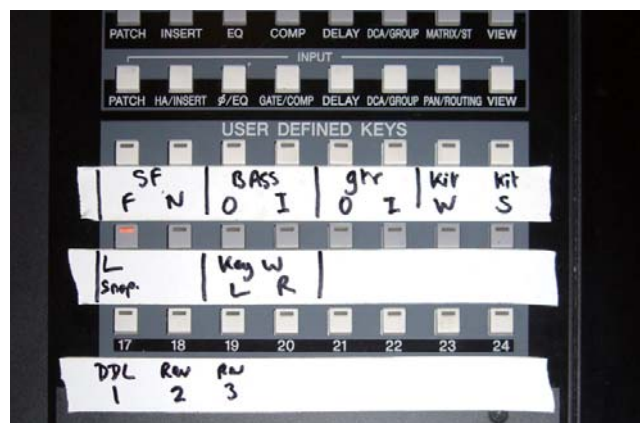 PATCH INSERT EQ COMP DELAY DCA/GROUP MATRIX/ST VIEW
INPUT
PATCH HA/INSERT ø/EQ GATE/COMP DELAY DCA/GROUP PAN/ROUTING VIEW
USER DEFINED KEYS
SF BASS gtr Kit Kit
F N O I O I W S
L Key W
Snap. L R
17 18 19 20 21 22 23 24
DDL Rev Rev
1 2 3